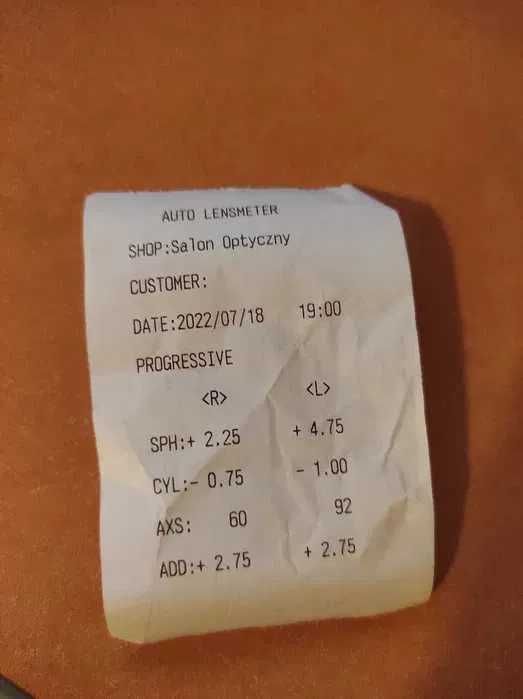 AUTO LENSMETER
SHOP:Salon Optyczny
CUSTOMER:
DATE:2022/07/18 19:00
PROGRESSIVE
<R> <L>
SPH:+ 2.25 + 4.75
CYL:- 0.75 - 1.00
AXS: 60 92
ADD:+ 2.75 + 2.75